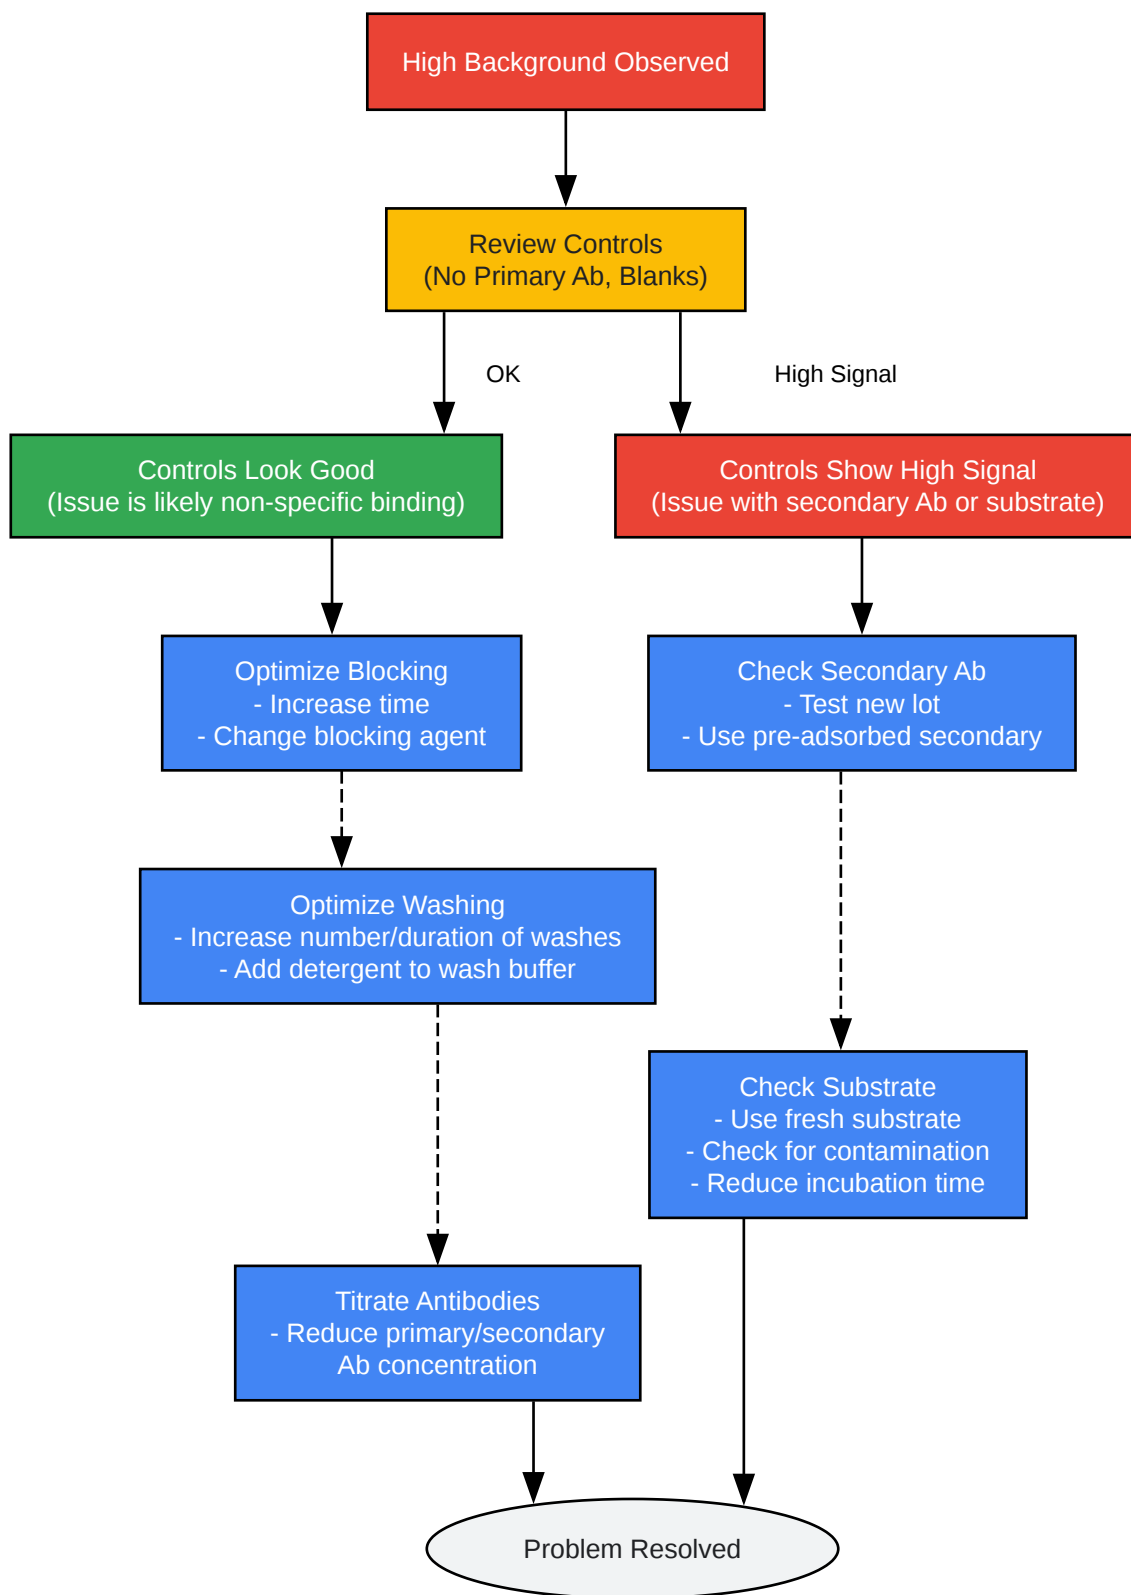 High Background Observed
Review Controls
(No Primary Ab, Blanks)
OK
High Signal
Controls Look Good
(Issue is likely non-specific binding)
Controls Show High Signal
(Issue with secondary Ab or substrate)
Optimize Blocking
- Increase time
- Change blocking agent
Check Secondary Ab
- Test new lot
- Use pre-adsorbed secondary
Optimize Washing
- Increase number/duration of washes
- Add detergent to wash buffer
Check Substrate
- Use fresh substrate
- Check for contamination
- Reduce incubation time
Titrate Antibodies
- Reduce primary/secondary
Ab concentration
Problem Resolved